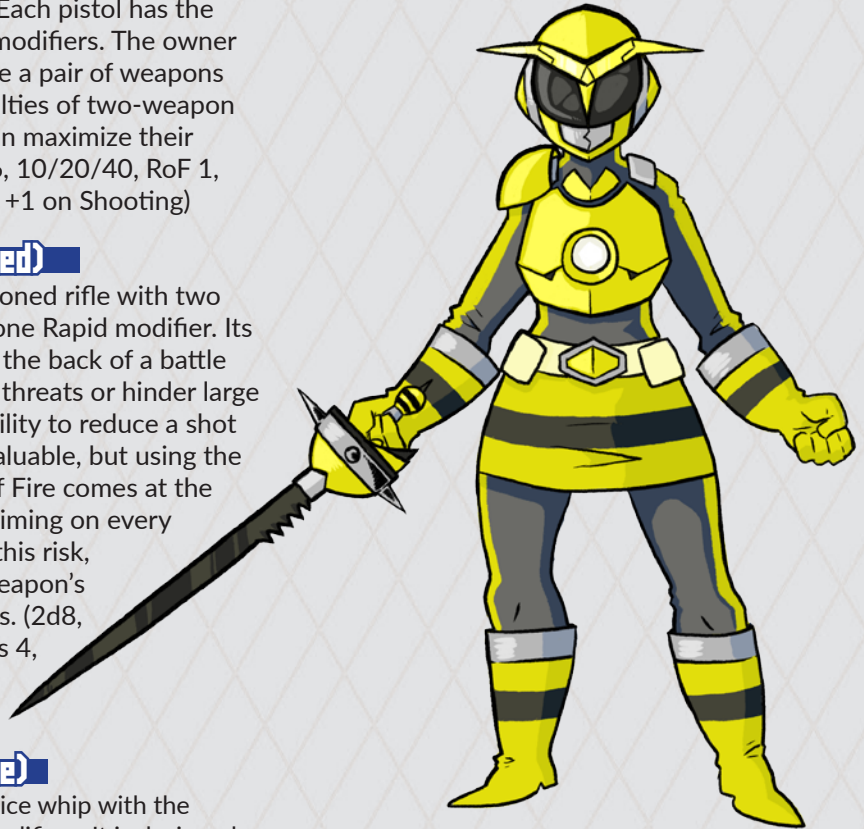 Each pistol has the
modifiers. The owner
e a pair of weapons
lties of two-weapon
n maximize their
, 10/20/40, RoF 1,
+1 on Shooting)
ed)
oned rifle with two
one Rapid modifier. Its
the back of a battle
threats or hinder large
ility to reduce a shot
aluable, but using the
f Fire comes at the
iming on every
this risk,
eapon's
s. (2d8,
s 4,
e)
ice whip with the